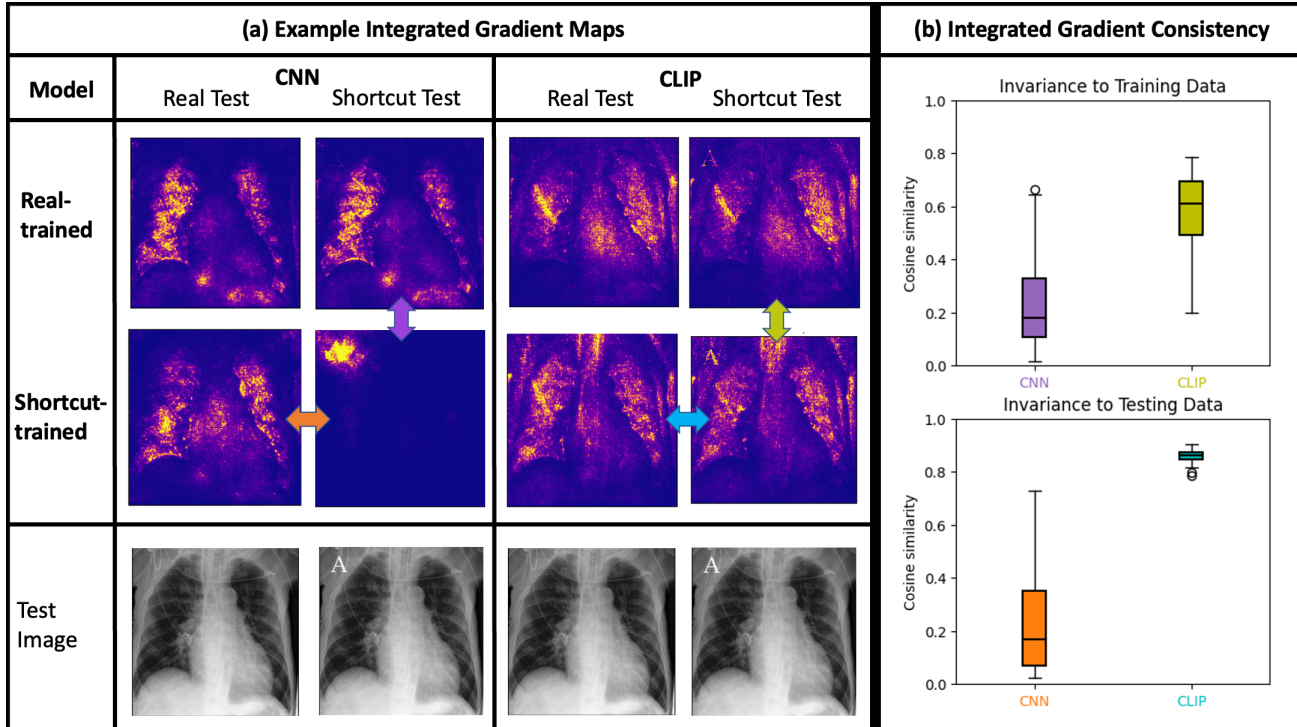 (a) Example Integrated Gradient Maps
(b) Integrated Gradient Consistency
Model
CNN
Real Test
Shortcut Test
CLIP
Real Test
Shortcut Test
Real-
trained
A
Shortcut-
trained
A
Test
Image
A
A
Invariance to Training Data
Cosine similarity
1.0
0.8
0.6
0.4
0.2
0.0
CNN
CLIP
Invariance to Testing Data
Cosine similarity
1.0
0.8
0.6
0.4
0.2
0.0
CNN
CLIP